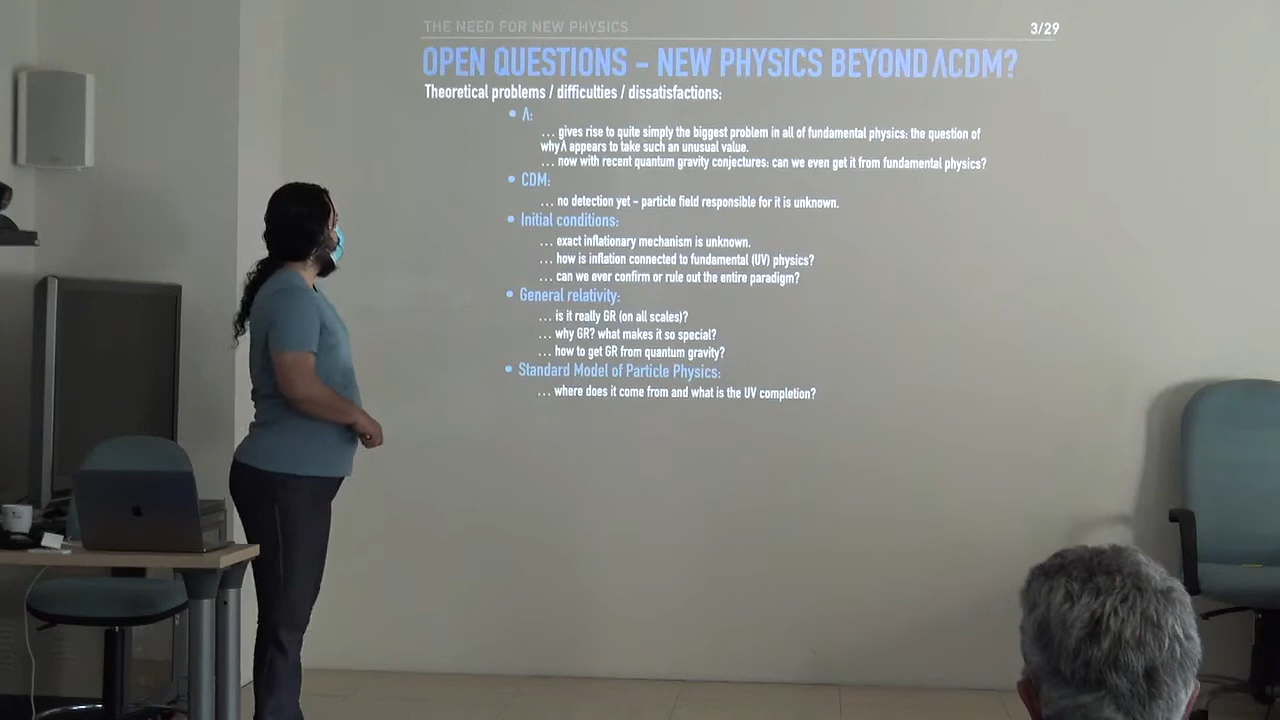 THE NEED FOR NEW PHYSICS
3/29
OPEN QUESTIONS – NEW PHYSICS BEYOND ΛCDM?
Theoretical problems / difficulties / dissatisfactions:
• Λ:
... gives rise to quite simply the biggest problem in all of fundamental physics: the question of
why Λ appears to take such an unusual value.
... now with recent quantum gravity conjectures: can we even get it from fundamental physics?
• CDM:
... no detection yet – particle field responsible for it is unknown.
• Initial conditions:
... exact inflationary mechanism is unknown.
... how is inflation connected to fundamental (UV) physics?
... can we ever confirm or rule out the entire paradigm?
• General relativity:
... is it really GR (on all scales)?
... why GR? what makes it so special?
... how to get GR from quantum gravity?
• Standard Model of Particle Physics:
... where does it come from and what is the UV completion?